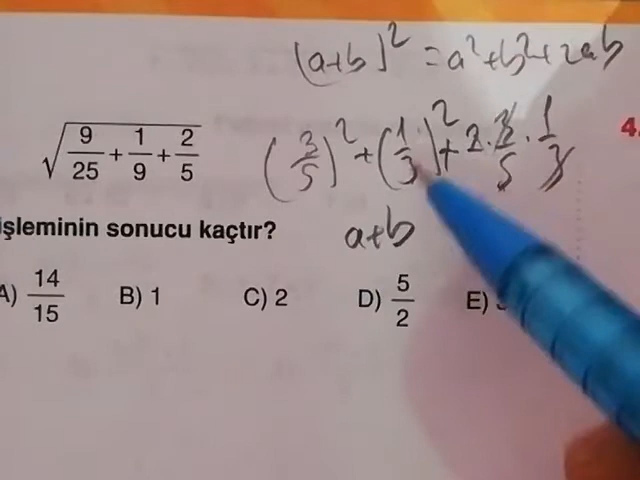 (a+b)² = a²+b²+2ab
√(9/25 + 1/9 + 2/5) (3/5)² + (1/3)² + 2·3/5·1/3
4.
işleminin sonucu kaçtır? a+b
A) 14/15 B) 1 C) 2 D) 5/2 E)